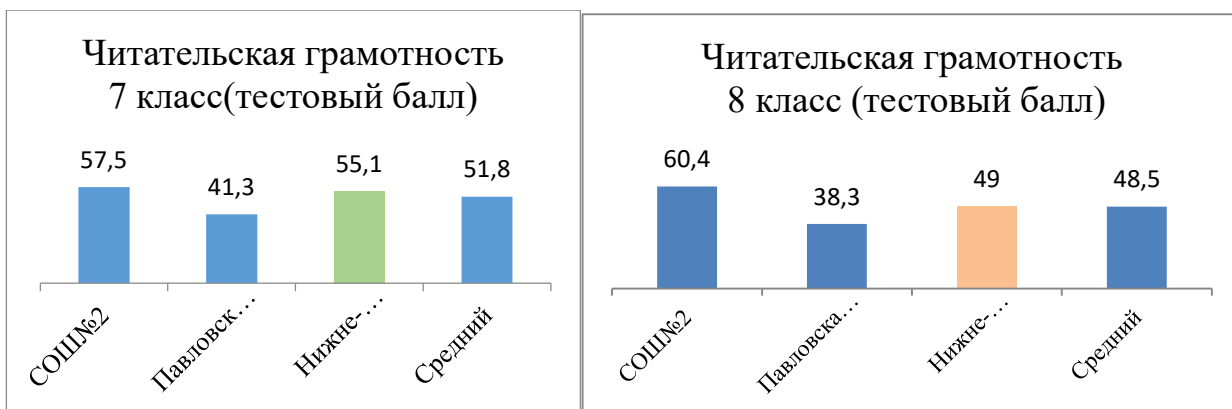 Читательская грамотность
7 класс(тестовый балл)
57,5
41,3
55,1
51,8
СОШ№2
Павловск…
Нижне-…
Средний
Читательская грамотность
8 класс (тестовый балл)
60,4
38,3
49
48,5
СОШ№2
Павловска…
Нижне-…
Средний